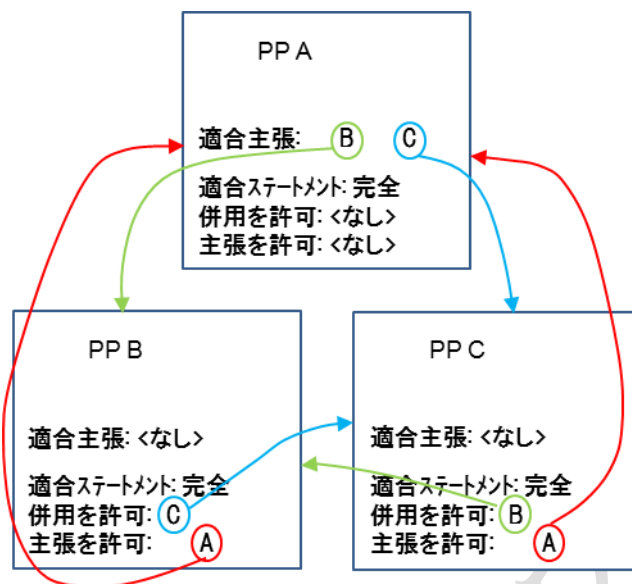 PP A
適合主張: B C
適合ステートメント: 完全
併用を許可: <なし>
主張を許可: <なし>
PP B
適合主張: <なし>
適合ステートメント: 完全
併用を許可: C
主張を許可: A
PP C
適合主張: <なし>
適合ステートメント: 完全
併用を許可: B
主張を許可: A